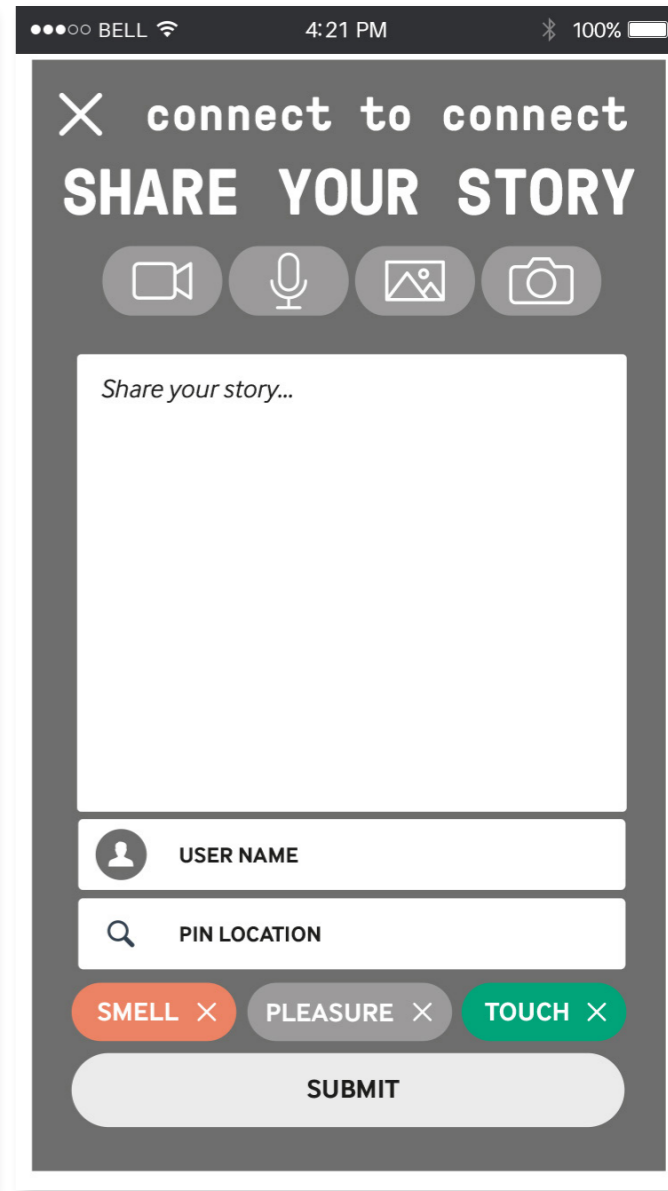 BELL 4:21 PM 100%
connect to connect
SHARE YOUR STORY
Share your story...
USER NAME
PIN LOCATION
SMELL × PLEASURE × TOUCH ×
SUBMIT